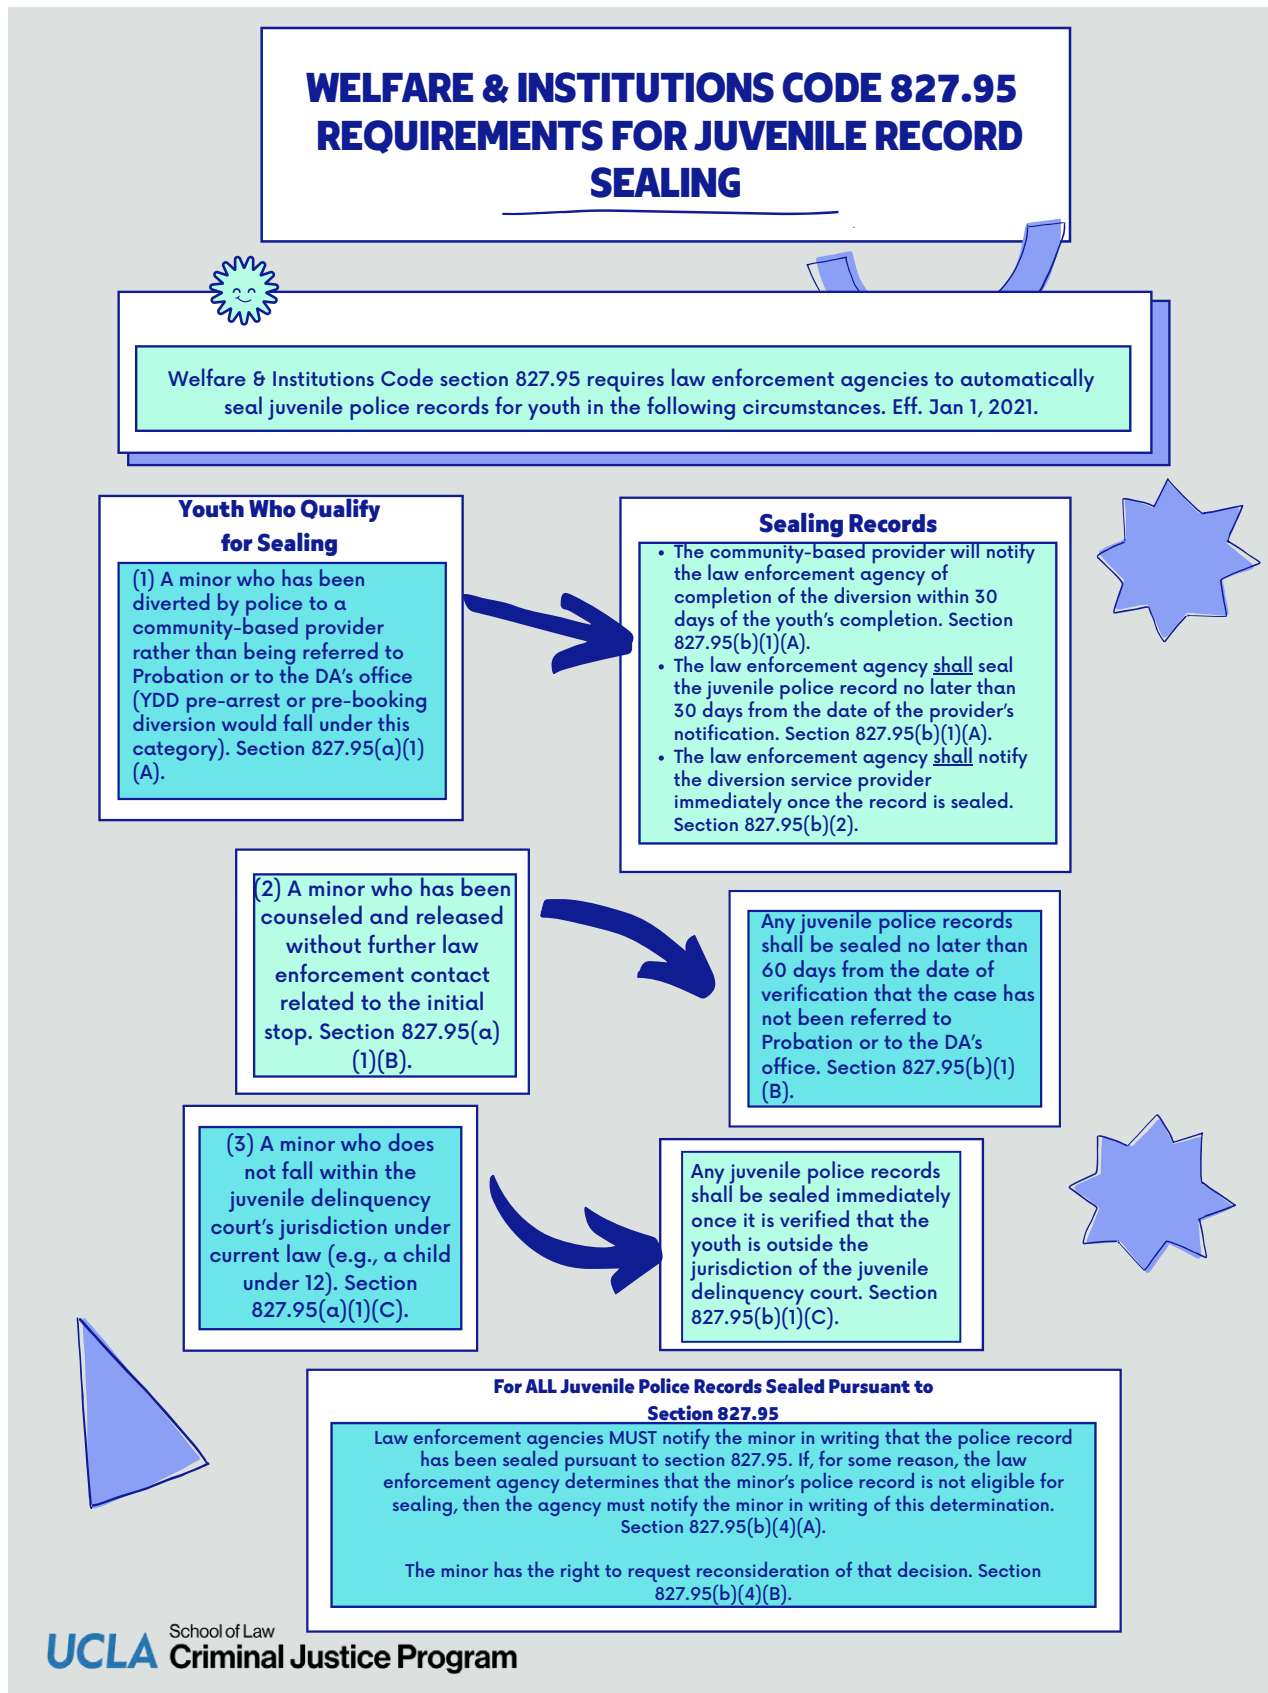 WELFARE & INSTITUTIONS CODE 827.95
REQUIREMENTS FOR JUVENILE RECORD
SEALING
Welfare & Institutions Code section 827.95 requires law enforcement agencies to automatically
seal juvenile police records for youth in the following circumstances. Eff. Jan 1, 2021.
Youth Who Qualify
for Sealing
(1) A minor who has been
diverted by police to a
community-based provider
rather than being referred to
Probation or to the DA's office
(YDD pre-arrest or pre-booking
diversion would fall under this
category). Section 827.95(a)(1)
(A).
Sealing Records
• The community-based provider will notify
the law enforcement agency of
completion of the diversion within 30
days of the youth's completion. Section
827.95(b)(1)(A).
• The law enforcement agency shall seal
the juvenile police record no later than
30 days from the date of the provider's
notification. Section 827.95(b)(1)(A).
• The law enforcement agency shall notify
the diversion service provider
immediately once the record is sealed.
Section 827.95(b)(2).
(2) A minor who has been
counseled and released
without further law
enforcement contact
related to the initial
stop. Section 827.95(a)
(1)(B).
Any juvenile police records
shall be sealed no later than
60 days from the date of
verification that the case has
not been referred to
Probation or to the DA's
office. Section 827.95(b)(1)
(B).
(3) A minor who does
not fall within the
juvenile delinquency
court's jurisdiction under
current law (e.g., a child
under 12). Section
827.95(a)(1)(C).
Any juvenile police records
shall be sealed immediately
once it is verified that the
youth is outside the
jurisdiction of the juvenile
delinquency court. Section
827.95(b)(1)(C).
For ALL Juvenile Police Records Sealed Pursuant to
Section 827.95
Law enforcement agencies MUST notify the minor in writing that the police record
has been sealed pursuant to section 827.95. If, for some reason, the law
enforcement agency determines that the minor's police record is not eligible for
sealing, then the agency must notify the minor in writing of this determination.
Section 827.95(b)(4)(A).
The minor has the right to request reconsideration of that decision. Section
827.95(b)(4)(B).
UCLA School of Law
Criminal Justice Program